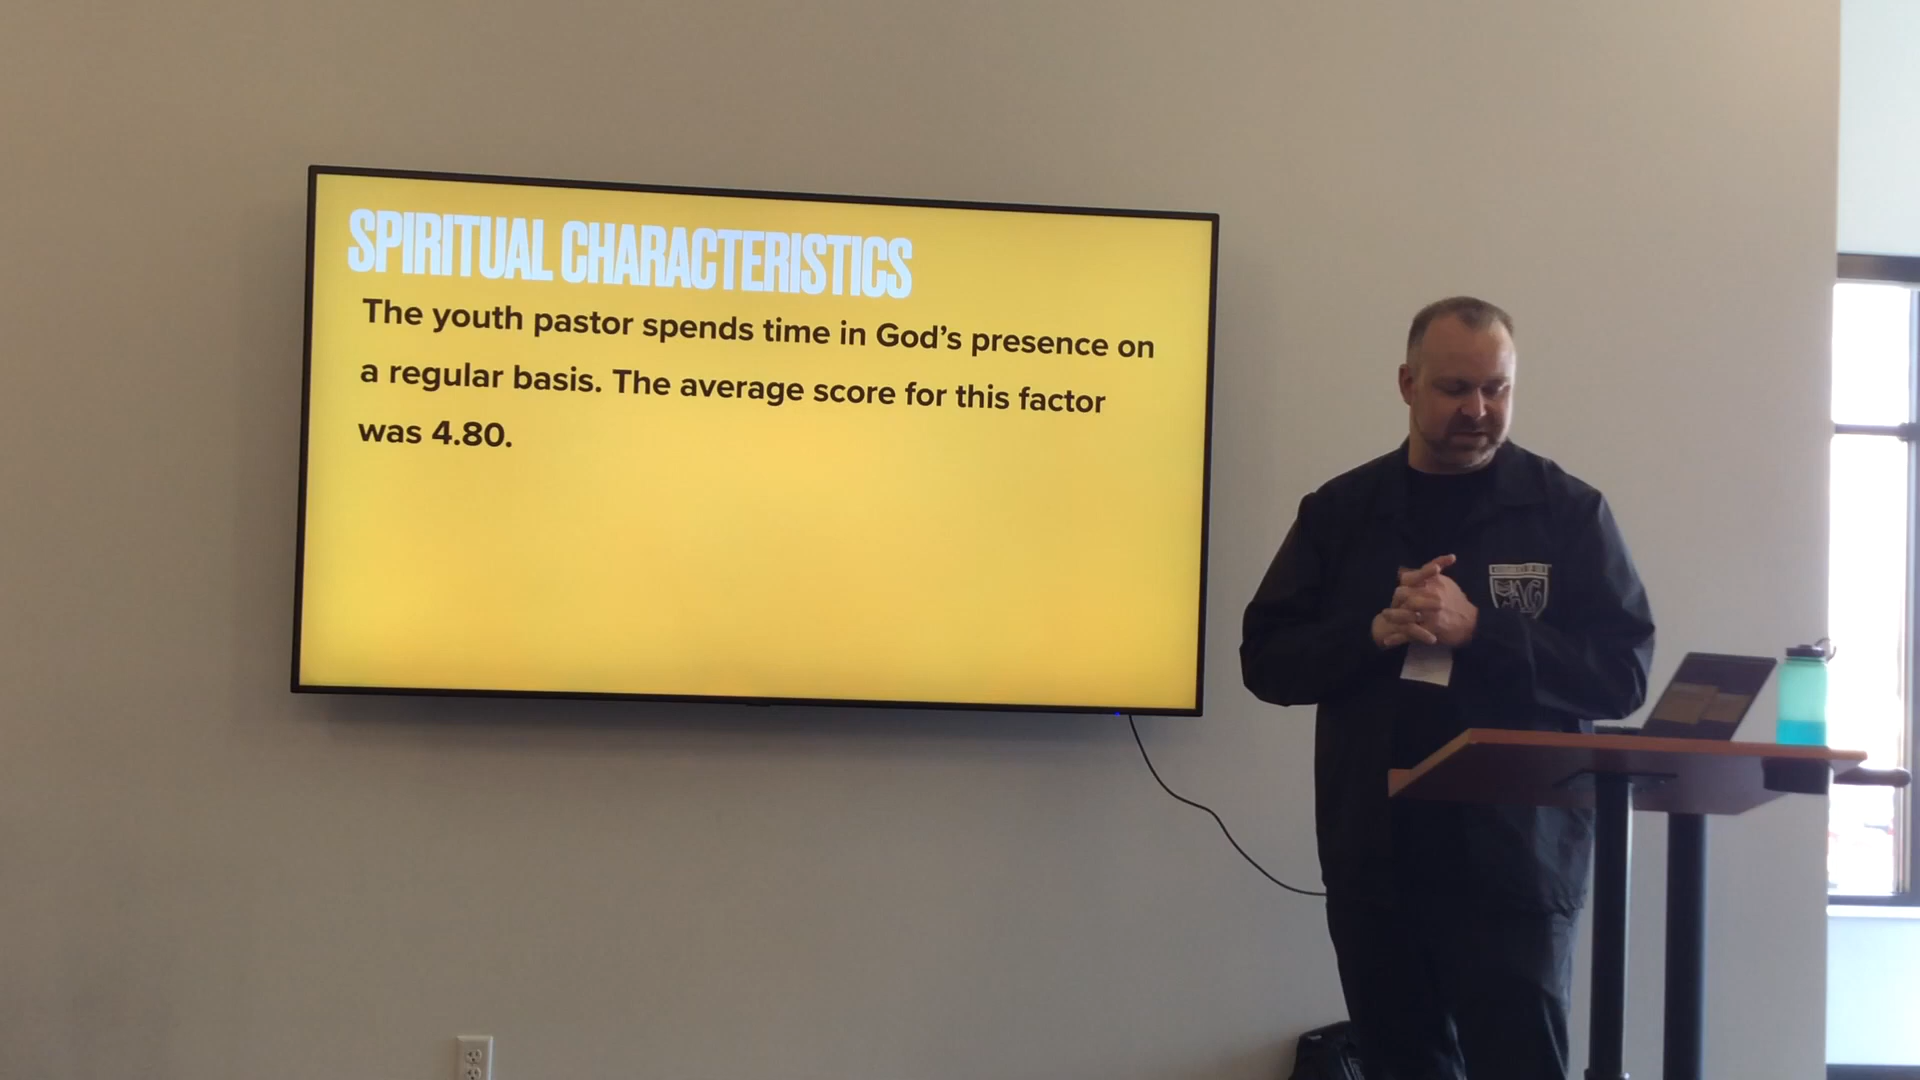 SPIRITUAL CHARACTERISTICS
The youth pastor spends time in God's presence on
a regular basis. The average score for this factor
was 4.80.